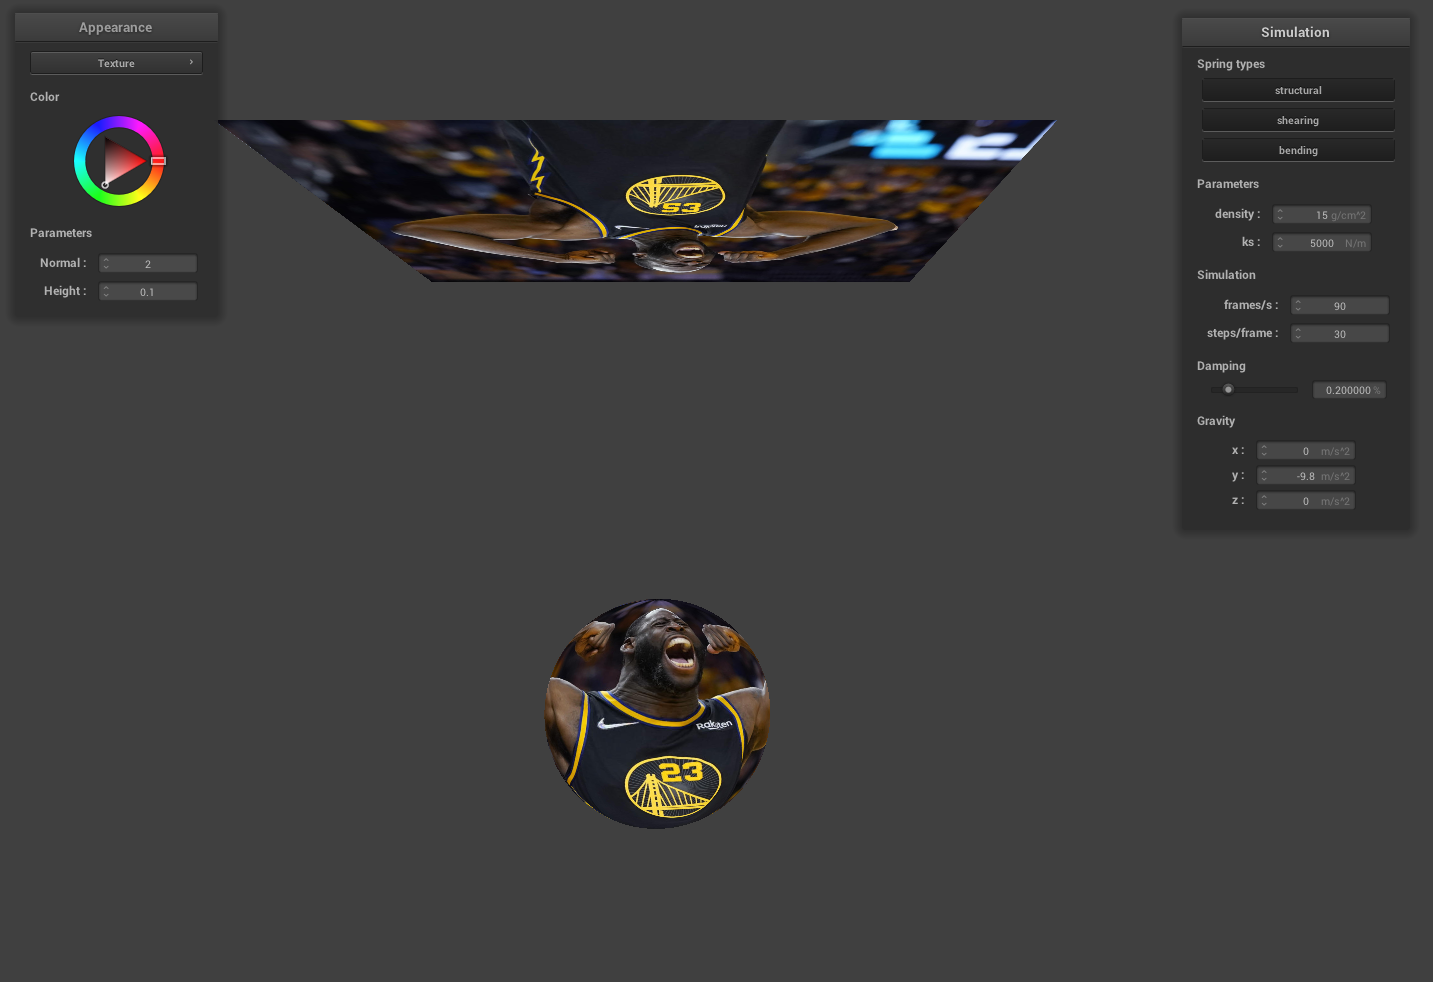 Appearance
Texture
Color
Parameters
Normal : 2
Height : 0.1
Simulation
Spring types
structural
shearing
bending
Parameters
density : 15 g/cm^2
ks : 5000 N/m
Simulation
frames/s : 90
steps/frame : 30
Damping
0.200000 %
Gravity
x : 0 m/s^2
y : -9.8 m/s^2
z : 0 m/s^2
23
Rakuten
Rakuten
23